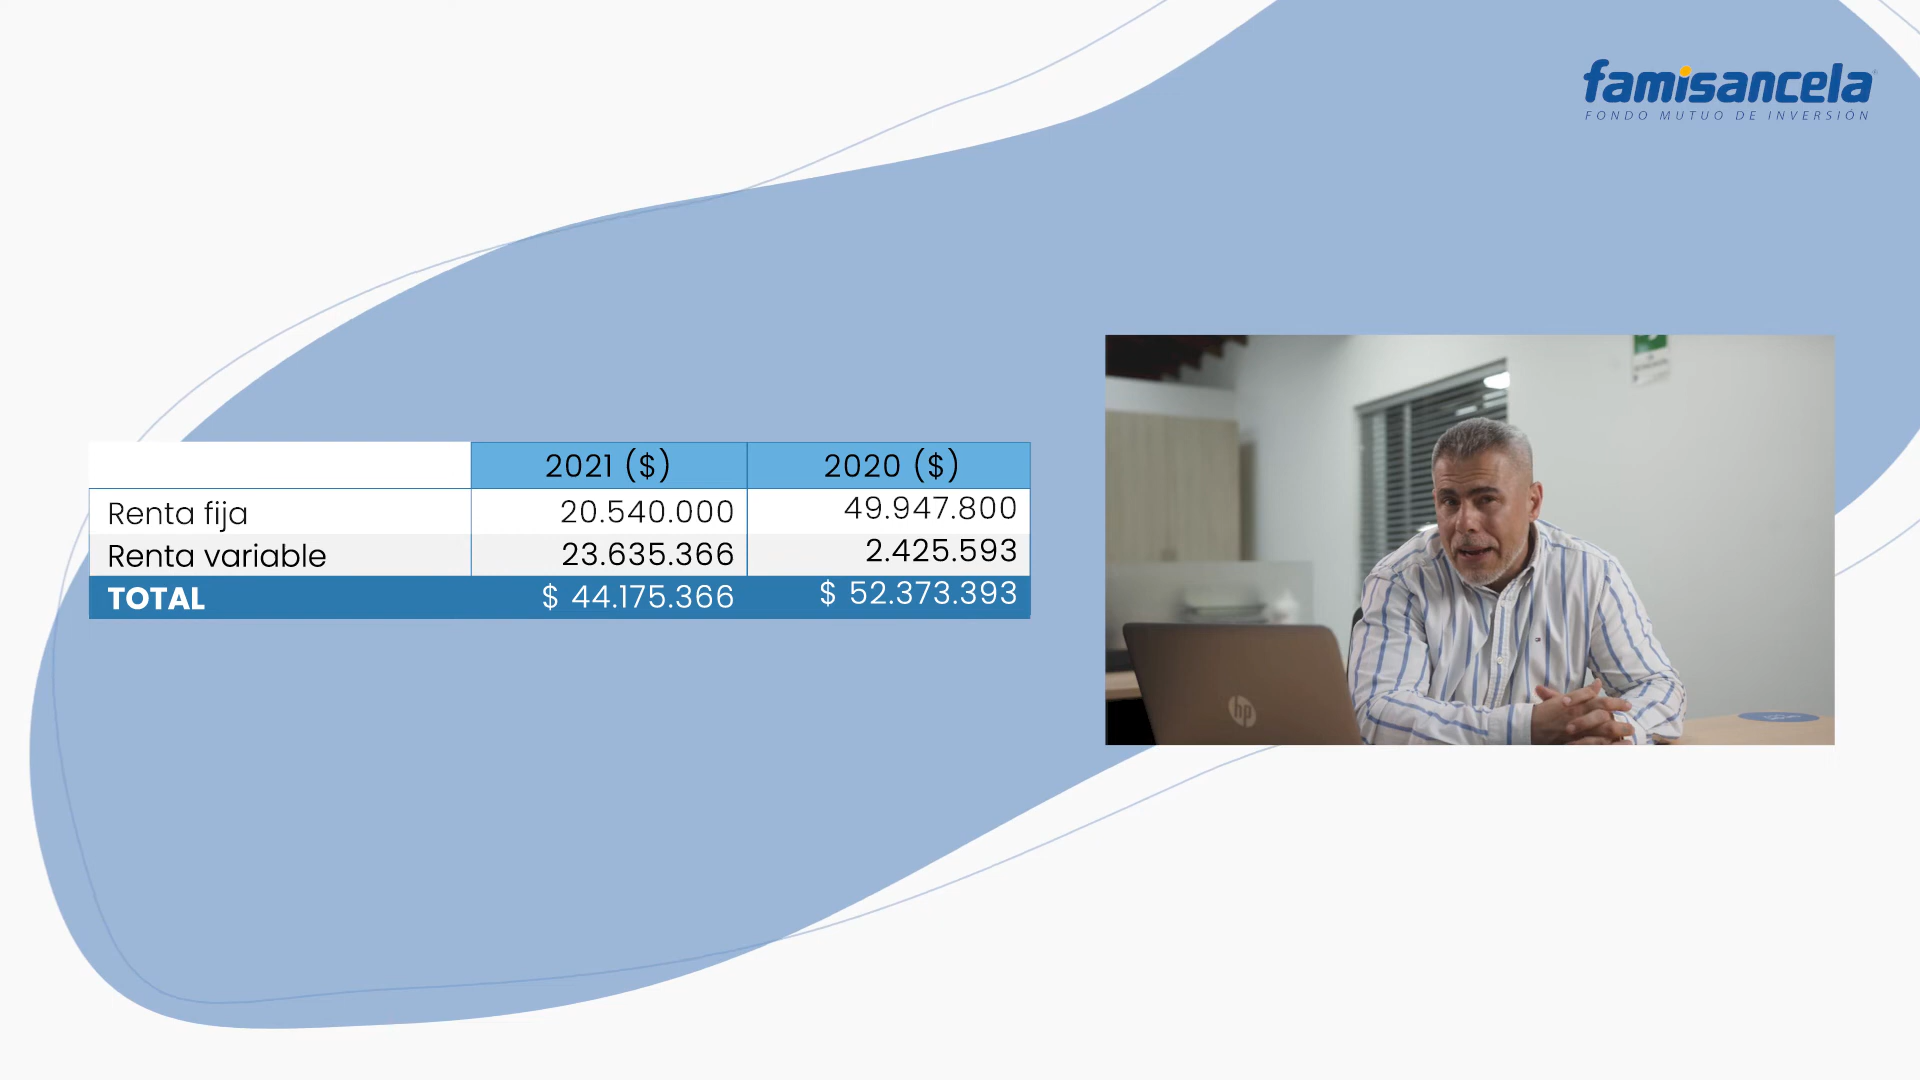 famisancela
FONDO MUTUO DE INVERSIÓN
2021 ($) 2020 ($)
Renta fija 20.540.000 49.947.800
Renta variable 23.635.366 2.425.593
TOTAL $ 44.175.366 $ 52.373.393
hp